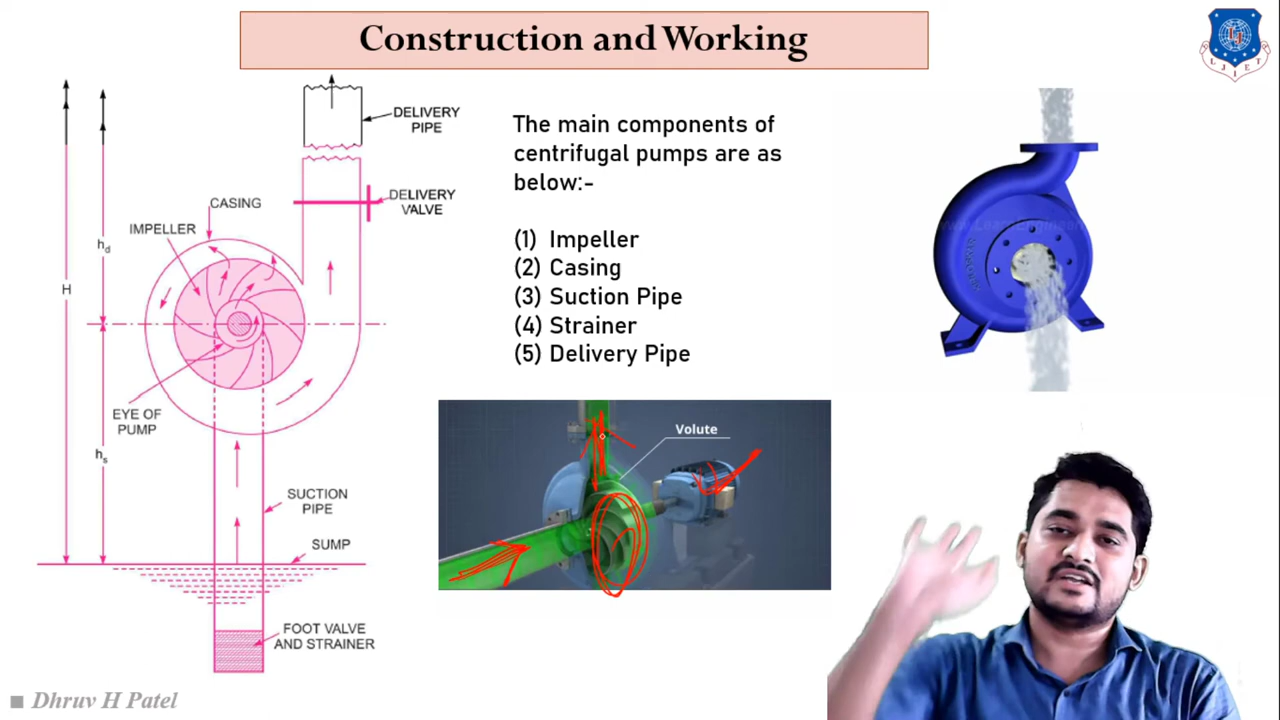 Construction and Working
L J I E T
DELIVERY
PIPE
DELIVERY
VALVE
CASING
IMPELLER
h_d
H
EYE OF
PUMP
h_s
SUCTION
PIPE
SUMP
FOOT VALVE
AND STRAINER
The main components of
centrifugal pumps are as
below:-
(1) Impeller
(2) Casing
(3) Suction Pipe
(4) Strainer
(5) Delivery Pipe
Volute
■ Dhruv H Patel